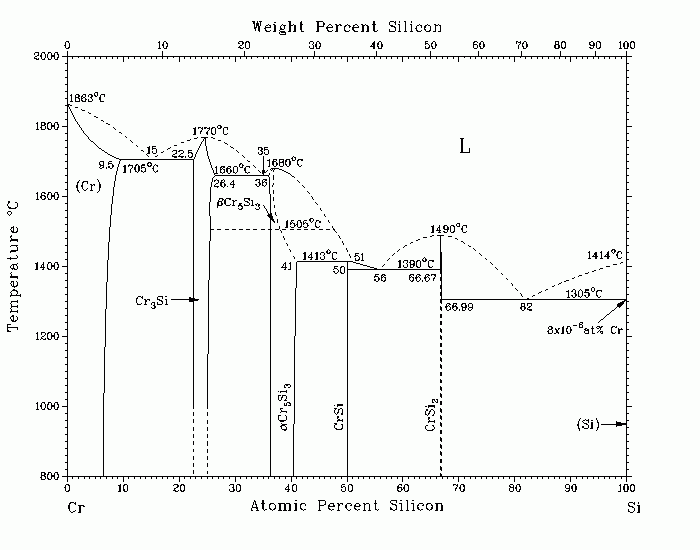 Weight Percent Silicon
0 10 20 30 40 50 60 70 80 90 100
2000
1863°C
1800
1770°C
L
15
22.5
35
1680°C
9.5
1705°C
1660°C
(Cr)
26.4
36
1600
βCr5Si3
1505°C
1490°C
1413°C
51
1414°C
1400
41
50
1390°C
56
66.67
Temperature °C
Cr3Si
1305°C
66.99
82
8x10-6at% Cr
1200
αCr5Si3
CrSi
CrSi2
(Si)
1000
800
0 10 20 30 40 50 60 70 80 90 100
Cr
Atomic Percent Silicon
Si